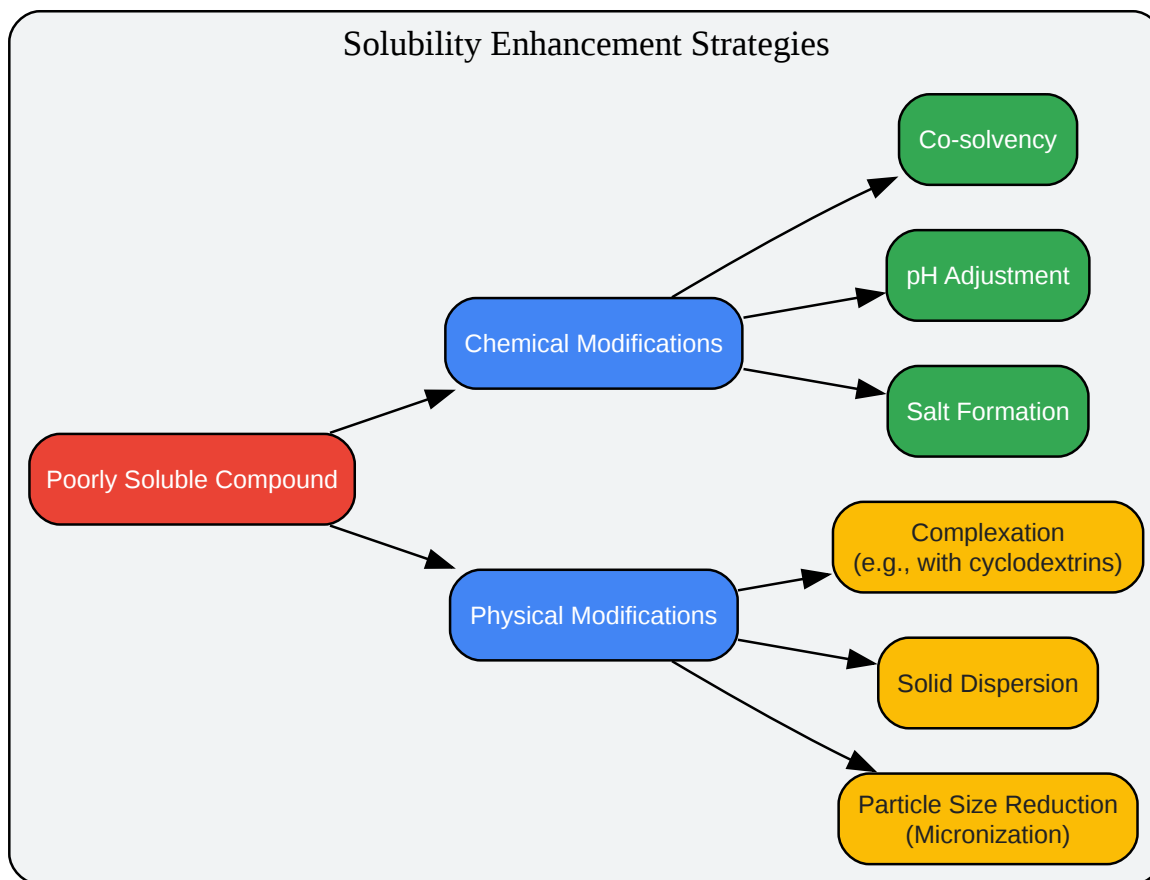 Solubility Enhancement Strategies
Co-solvency
pH Adjustment
Chemical Modifications
Salt Formation
Poorly Soluble Compound
Complexation
(e.g., with cyclodextrins)
Physical Modifications
Solid Dispersion
Particle Size Reduction
(Micronization)